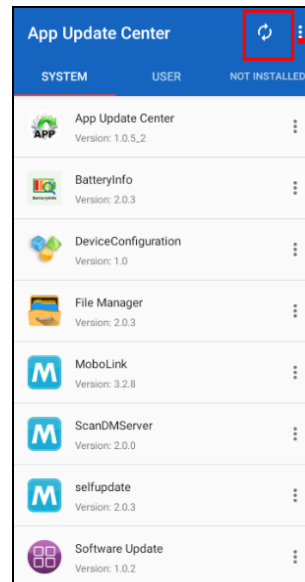 App Update Center
SYSTEM USER NOT INSTALLED
APP
App Update Center
Version: 1.0.5_2
BatteryInfo
BatteryInfo
Version: 2.0.3
DeviceConfiguration
Version: 1.0
File Manager
Version: 2.0.3
M
MoboLink
Version: 3.2.8
M
ScanDMServer
Version: 2.0.0
M
selfupdate
Version: 2.0.3
Software Update
Version: 1.0.2